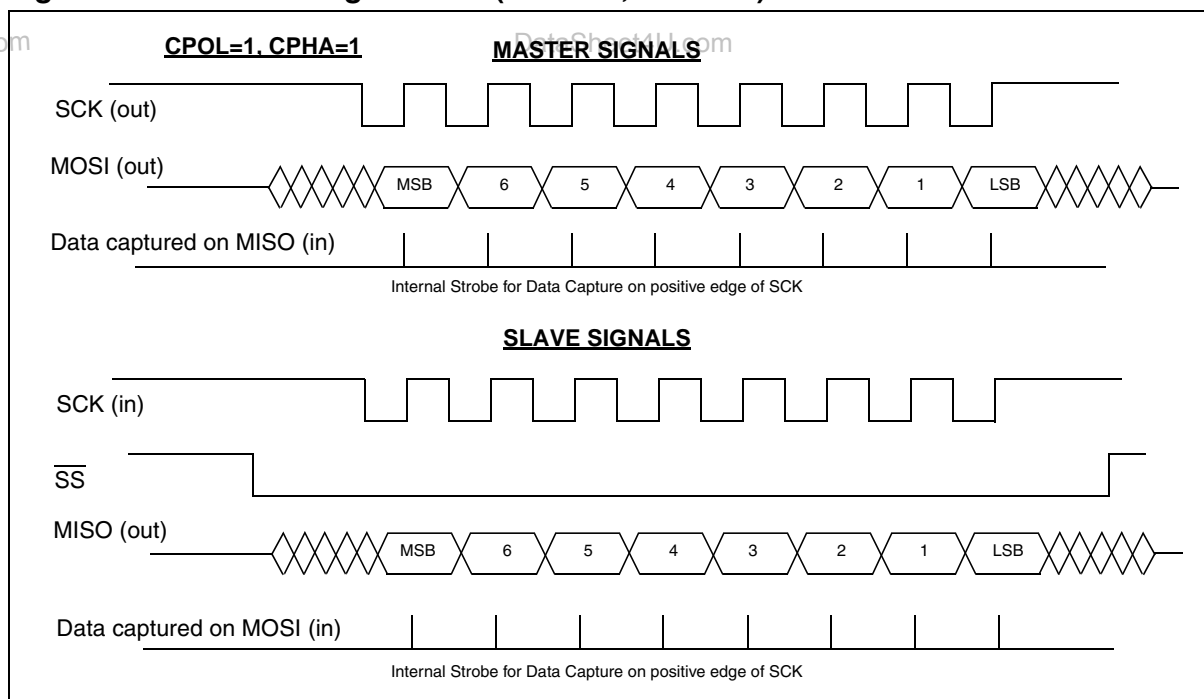 om
DataSheet4U.com
CPOL=1, CPHA=1
MASTER SIGNALS
SCK (out)
MOSI (out)
MSB 6 5 4 3 2 1 LSB
Data captured on MISO (in)
Internal Strobe for Data Capture on positive edge of SCK
SLAVE SIGNALS
SCK (in)
SS
MISO (out)
MSB 6 5 4 3 2 1 LSB
Data captured on MOSI (in)
Internal Strobe for Data Capture on positive edge of SCK